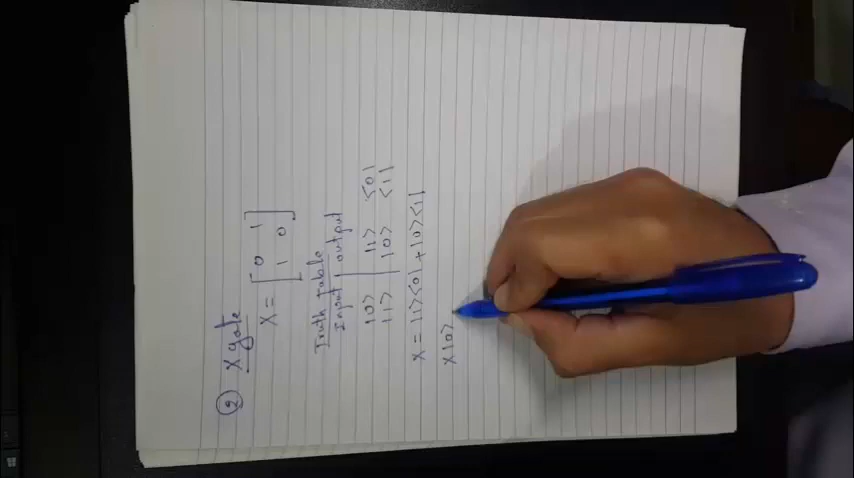 ② X gate
X = [0 1
1 0]
Truth table
Input | output
|0> | |1> <0|
|1> | |0> <1|
X = |1><0| + |0><1|
X|0>